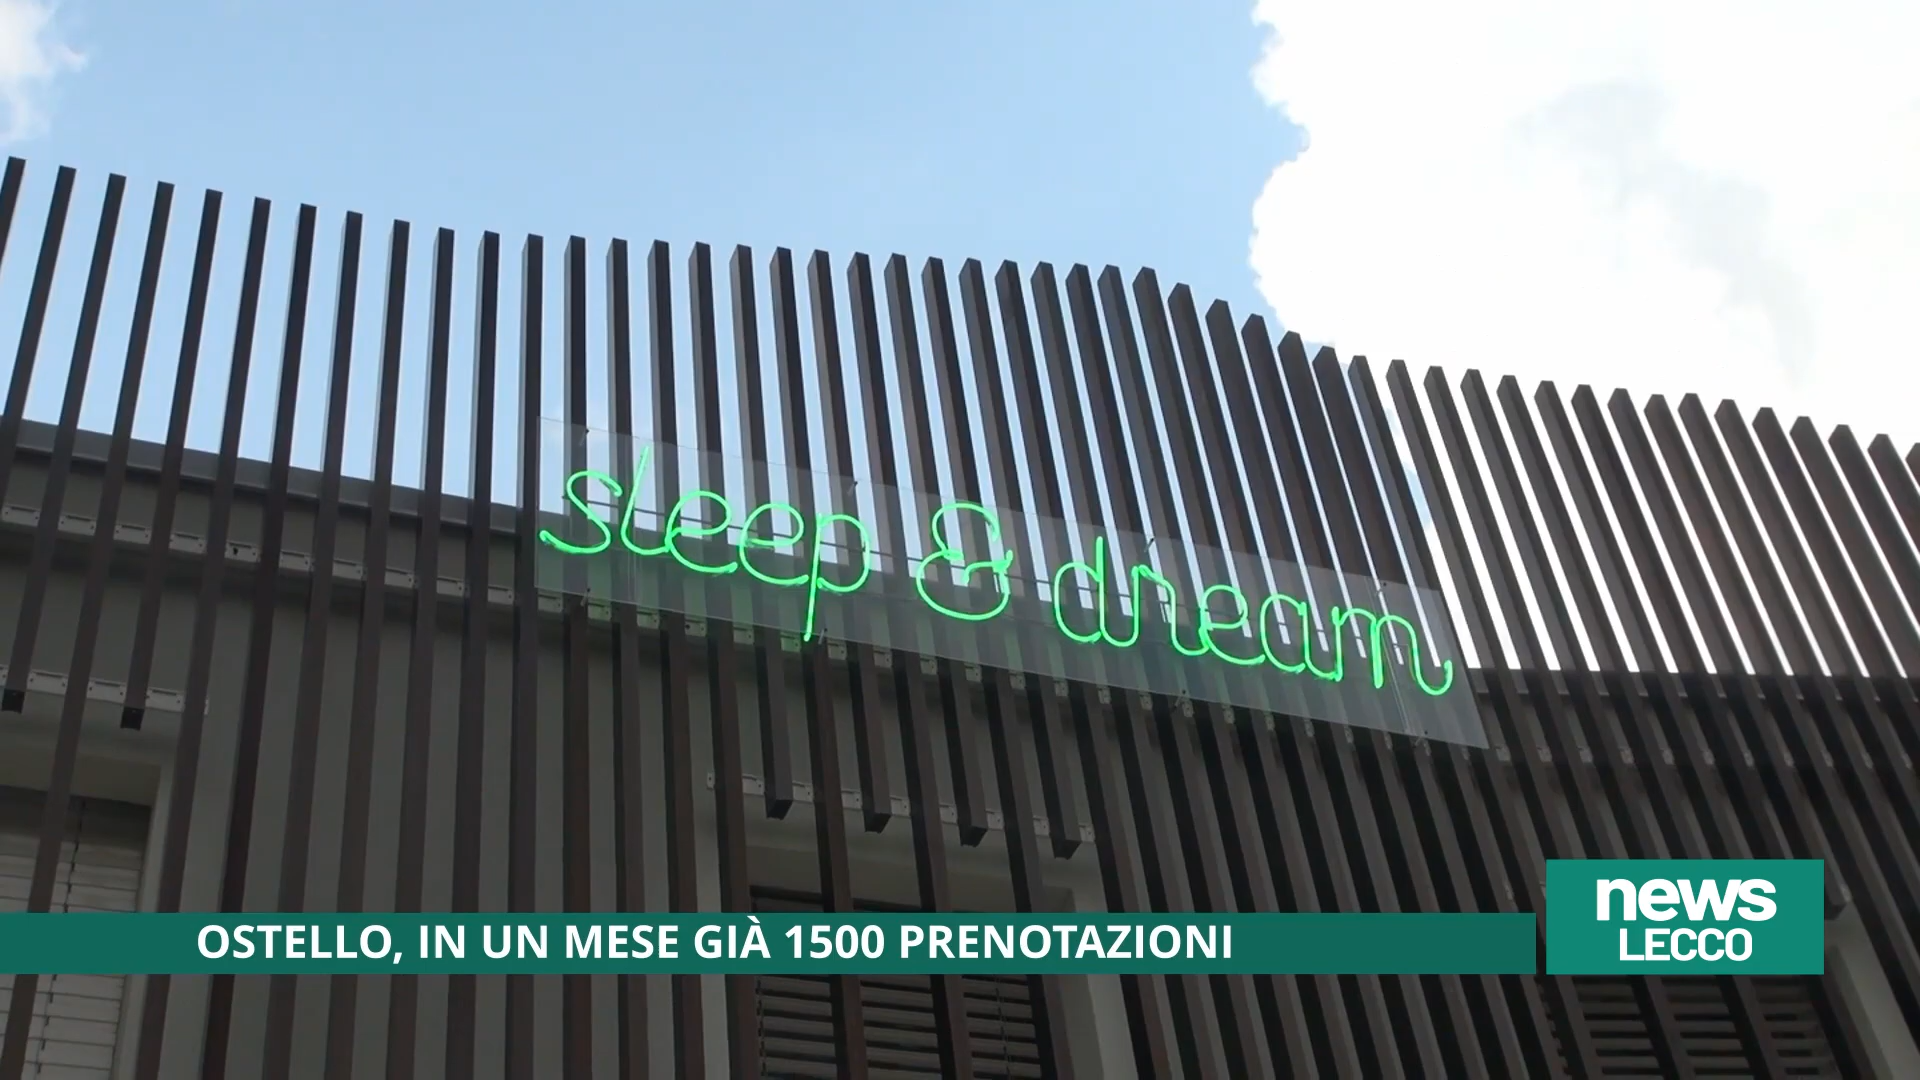 sleep & dream
OSTELLO, IN UN MESE GIÀ 1500 PRENOTAZIONI
news
LECCO